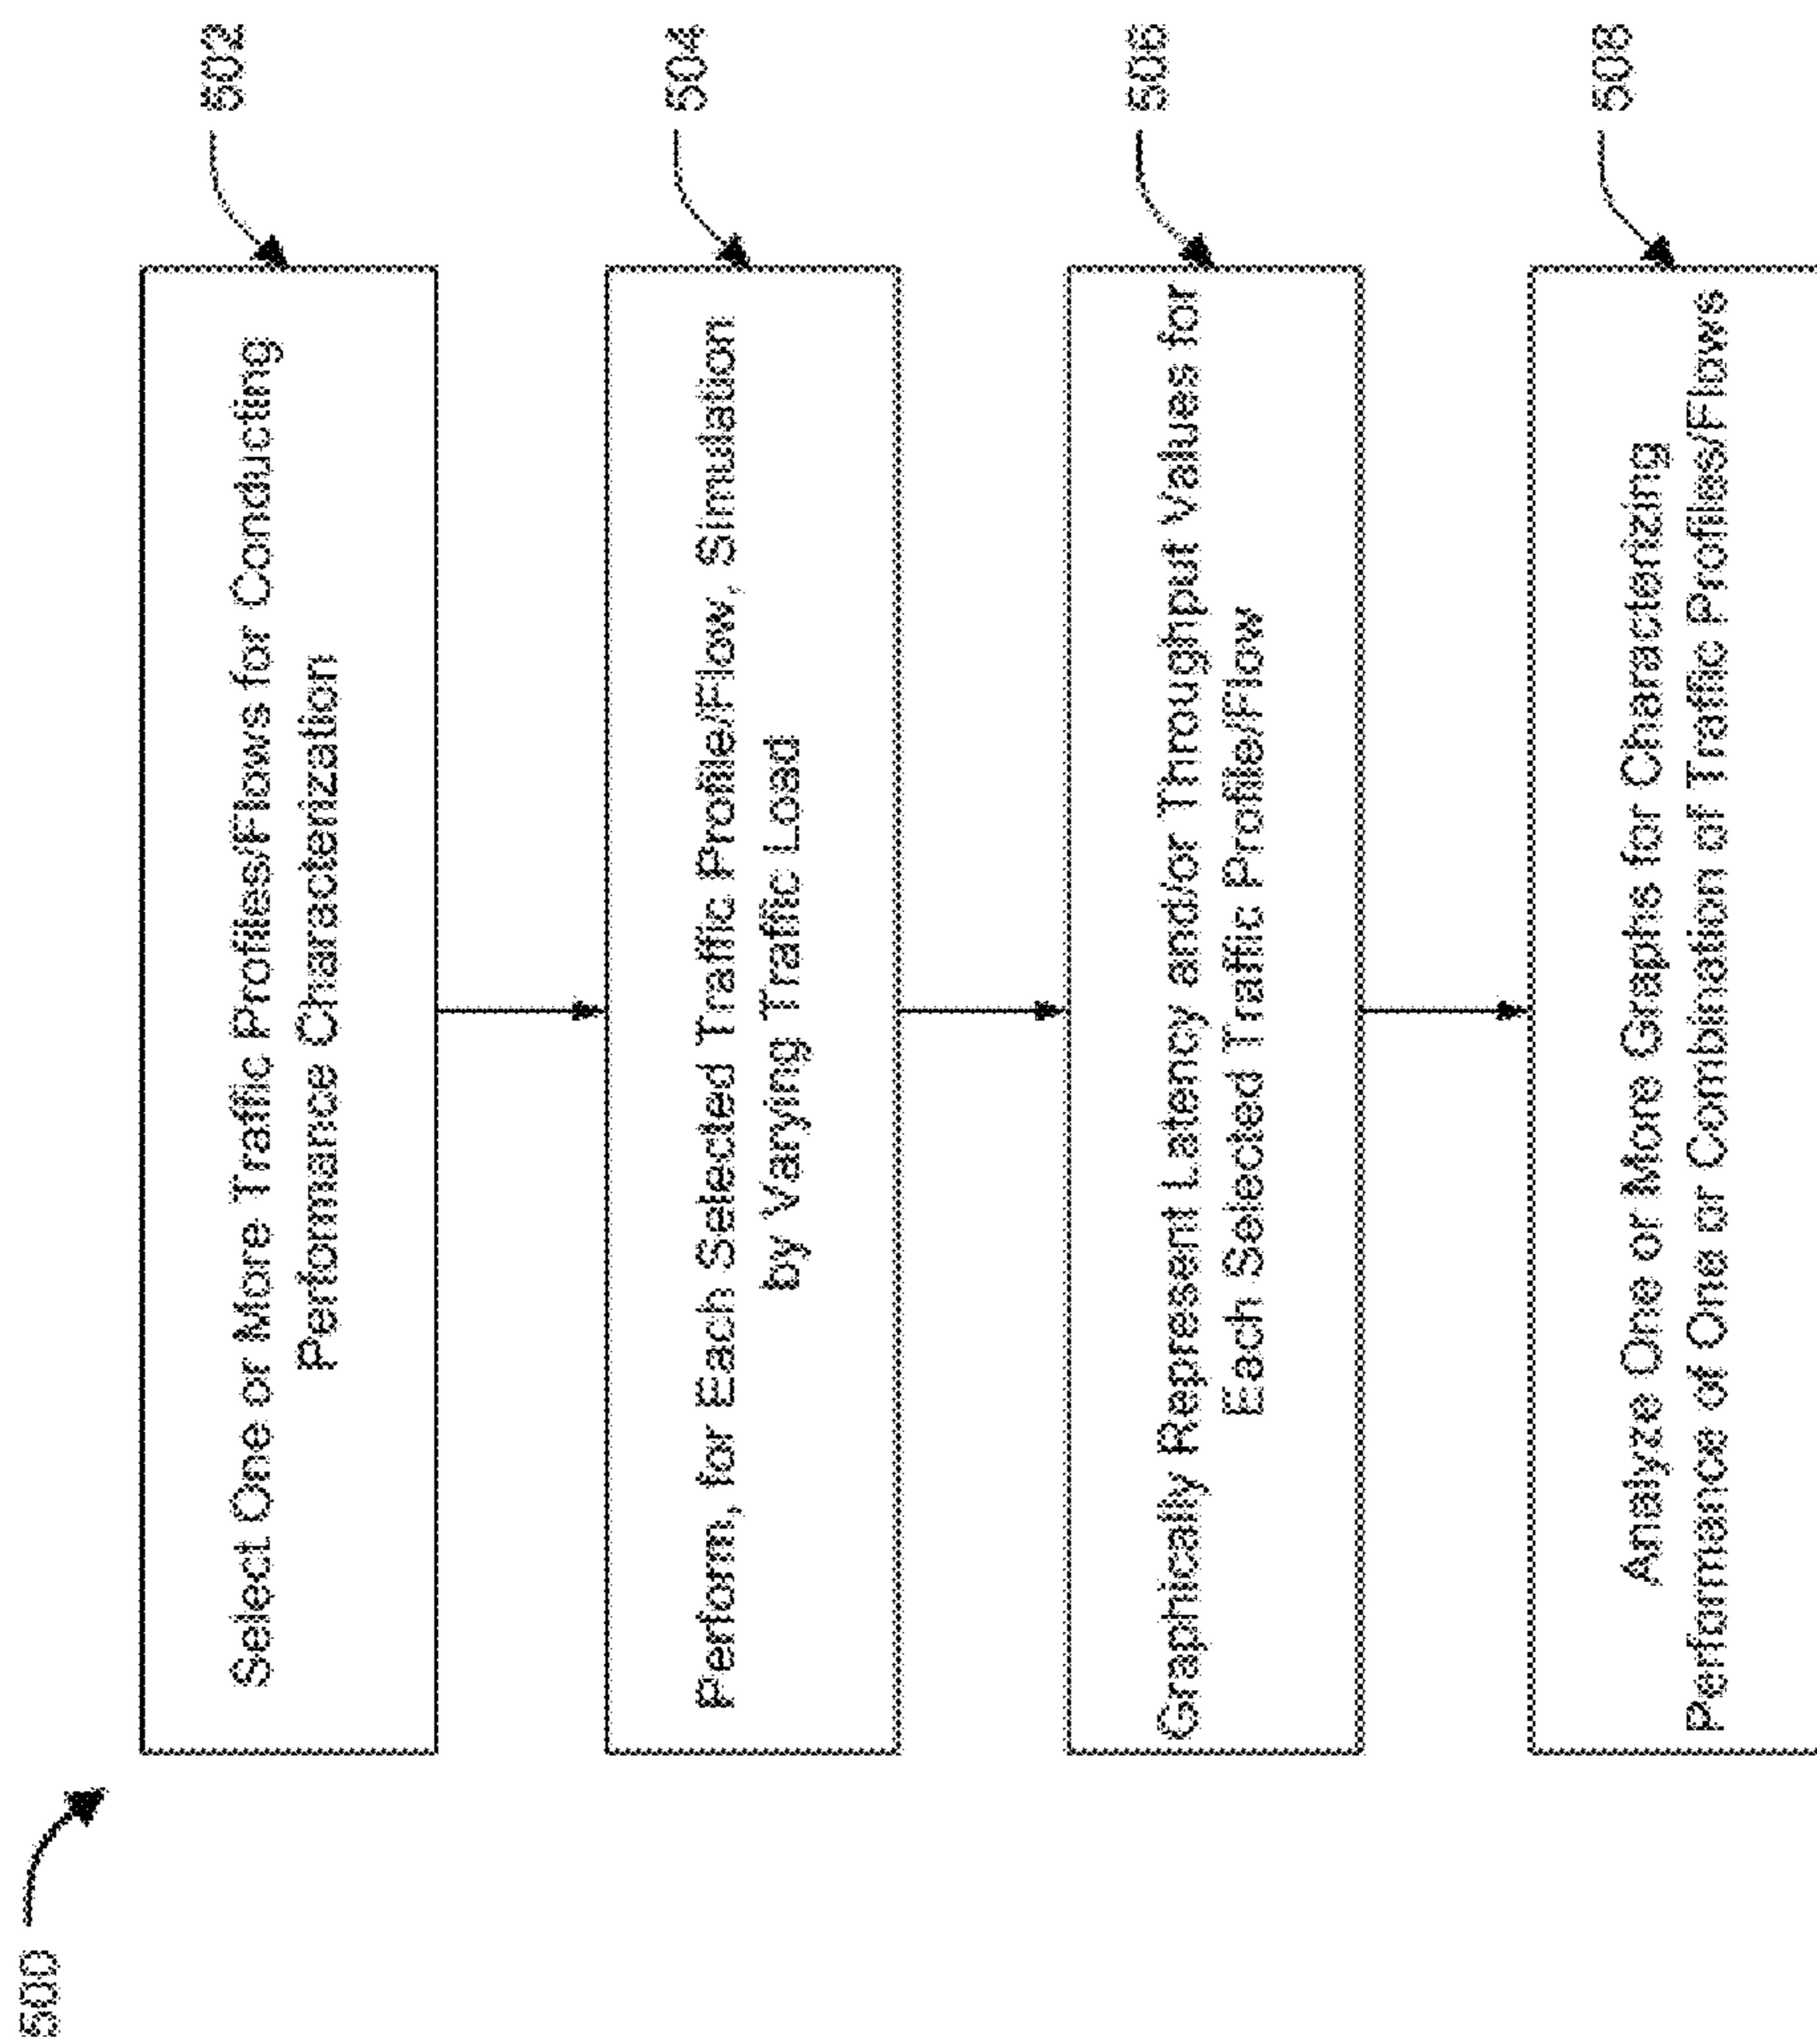 500
502
Select One or More Traffic Profiles/Flows for Conducting
Performance Characterization
504
Perform, for Each Selected Traffic Profile/Flow, Simulation
by Varying Traffic Load
506
Graphically Represent Latency and/or Throughput Values for
Each Selected Traffic Profile/Flow
508
Analyze One or More Graphs for Characterizing
Performance of One or Combination of Traffic Profiles/Flows